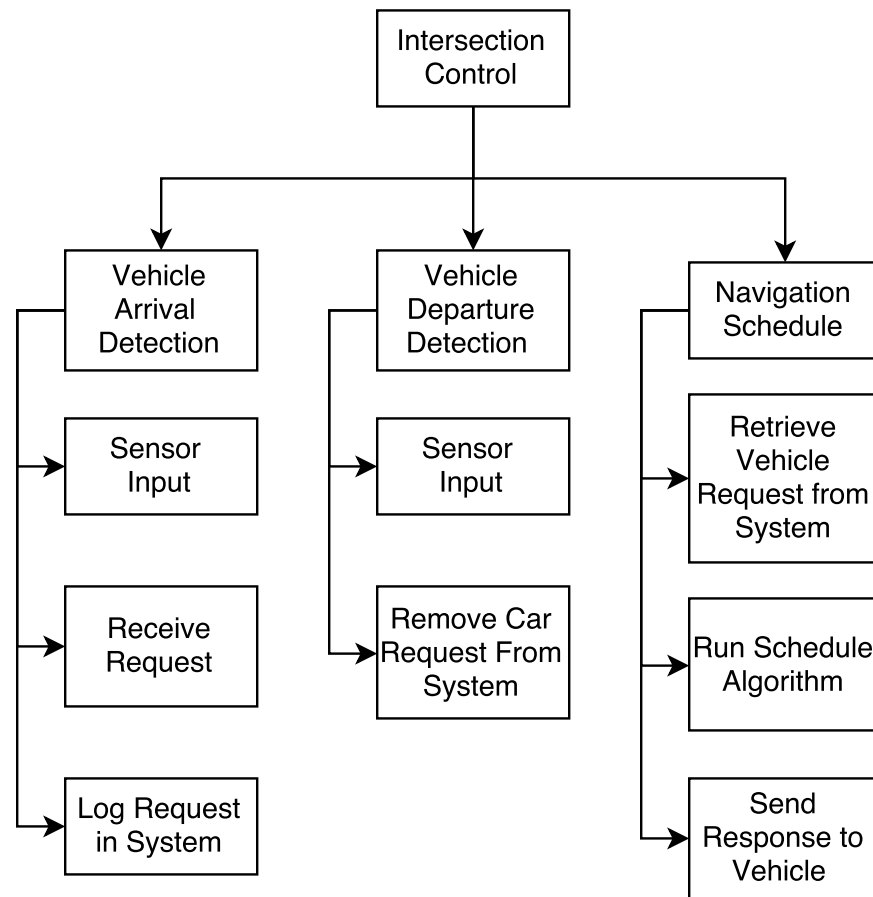 Intersection
Control
Vehicle
Arrival
Detection
Vehicle
Departure
Detection
Navigation
Schedule
Sensor
Input
Sensor
Input
Retrieve
Vehicle
Request from
System
Receive
Request
Remove Car
Request From
System
Run Schedule
Algorithm
Log Request
in System
Send
Response to
Vehicle